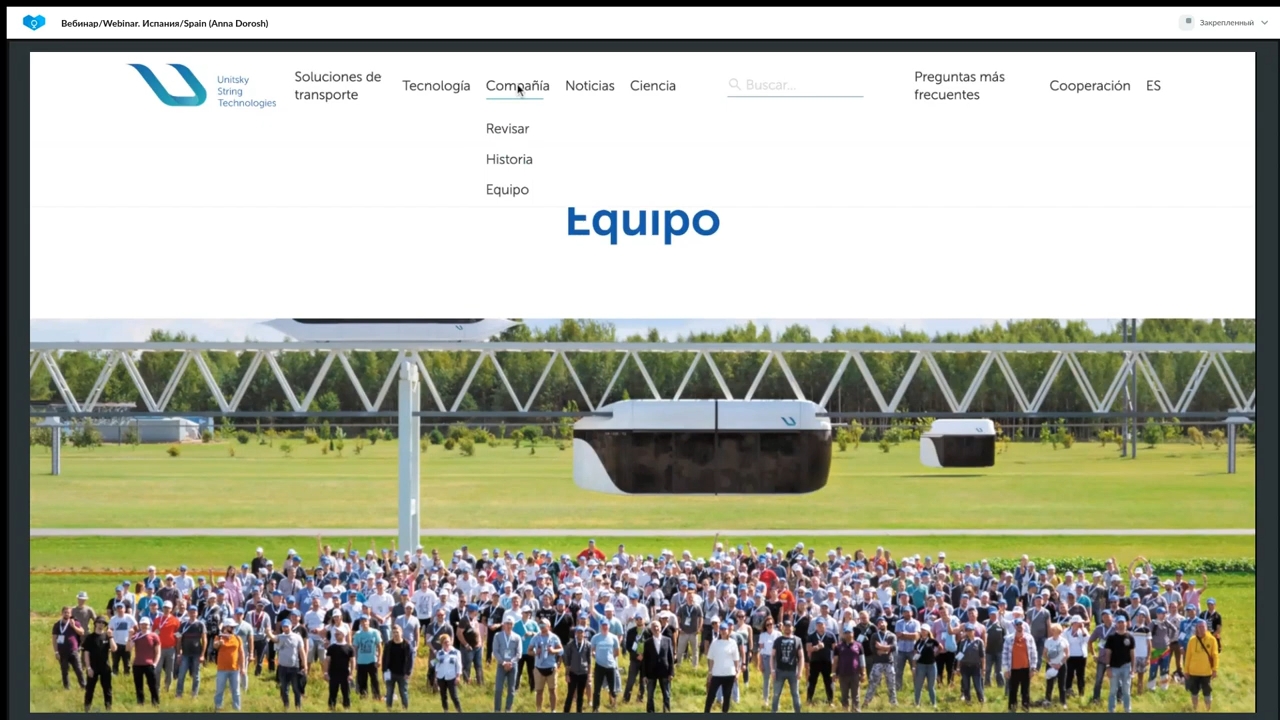 Вебинар/Webinar. Испания/Spain (Anna Dorosh)
Закрепленный
Unitsky
String
Technologies
Soluciones de
transporte
Tecnología
Compañía
Noticias
Ciencia
Buscar...
Preguntas más
frecuentes
Cooperación
ES
Revisar
Historia
Equipo
Equipo